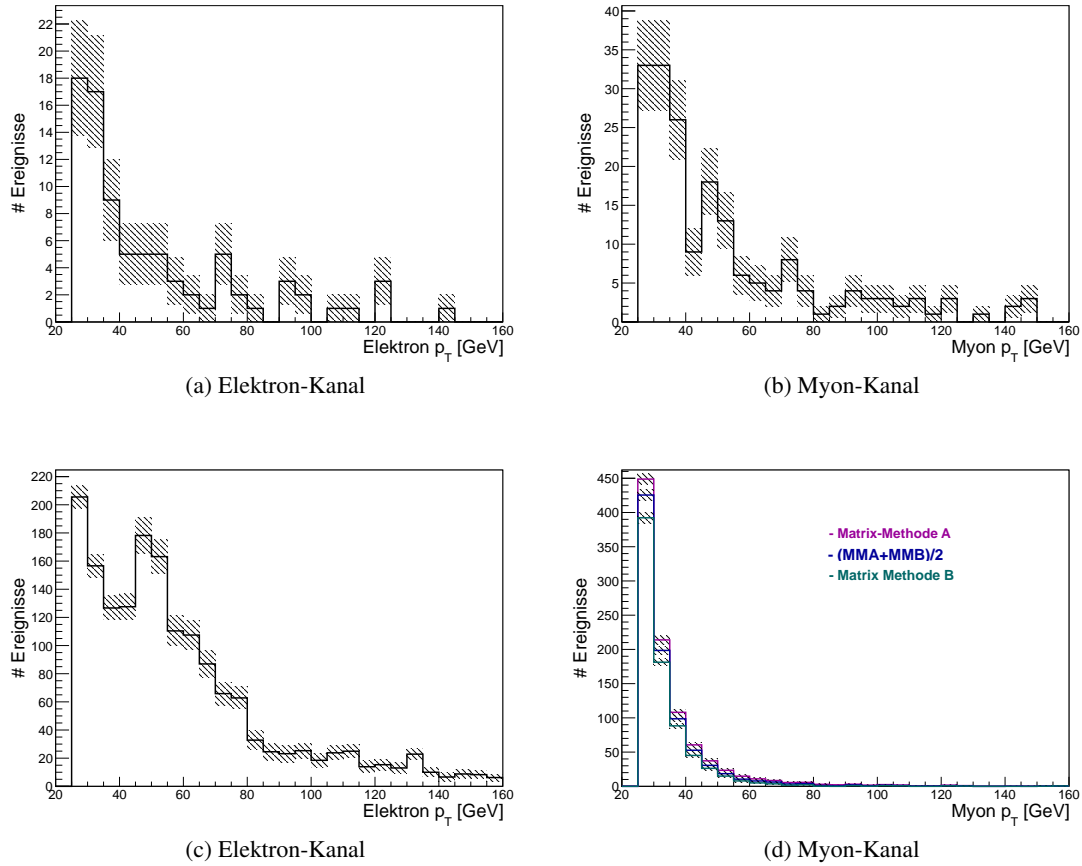 # Ereignisse
22
20
18
16
14
12
10
8
6
4
2
0
20 40 60 80 100 120 140 160
Elektron p_T [GeV]
(a) Elektron-Kanal
# Ereignisse
40
35
30
25
20
15
10
5
0
20 40 60 80 100 120 140 160
Myon p_T [GeV]
(b) Myon-Kanal
# Ereignisse
220
200
180
160
140
120
100
80
60
40
20
0
20 40 60 80 100 120 140 160
Elektron p_T [GeV]
(c) Elektron-Kanal
# Ereignisse
450
400
350
300
250
200
150
100
50
0
- Matrix-Methode A
- (MMA+MMB)/2
- Matrix Methode B
20 40 60 80 100 120 140 160
Myon p_T [GeV]
(d) Myon-Kanal